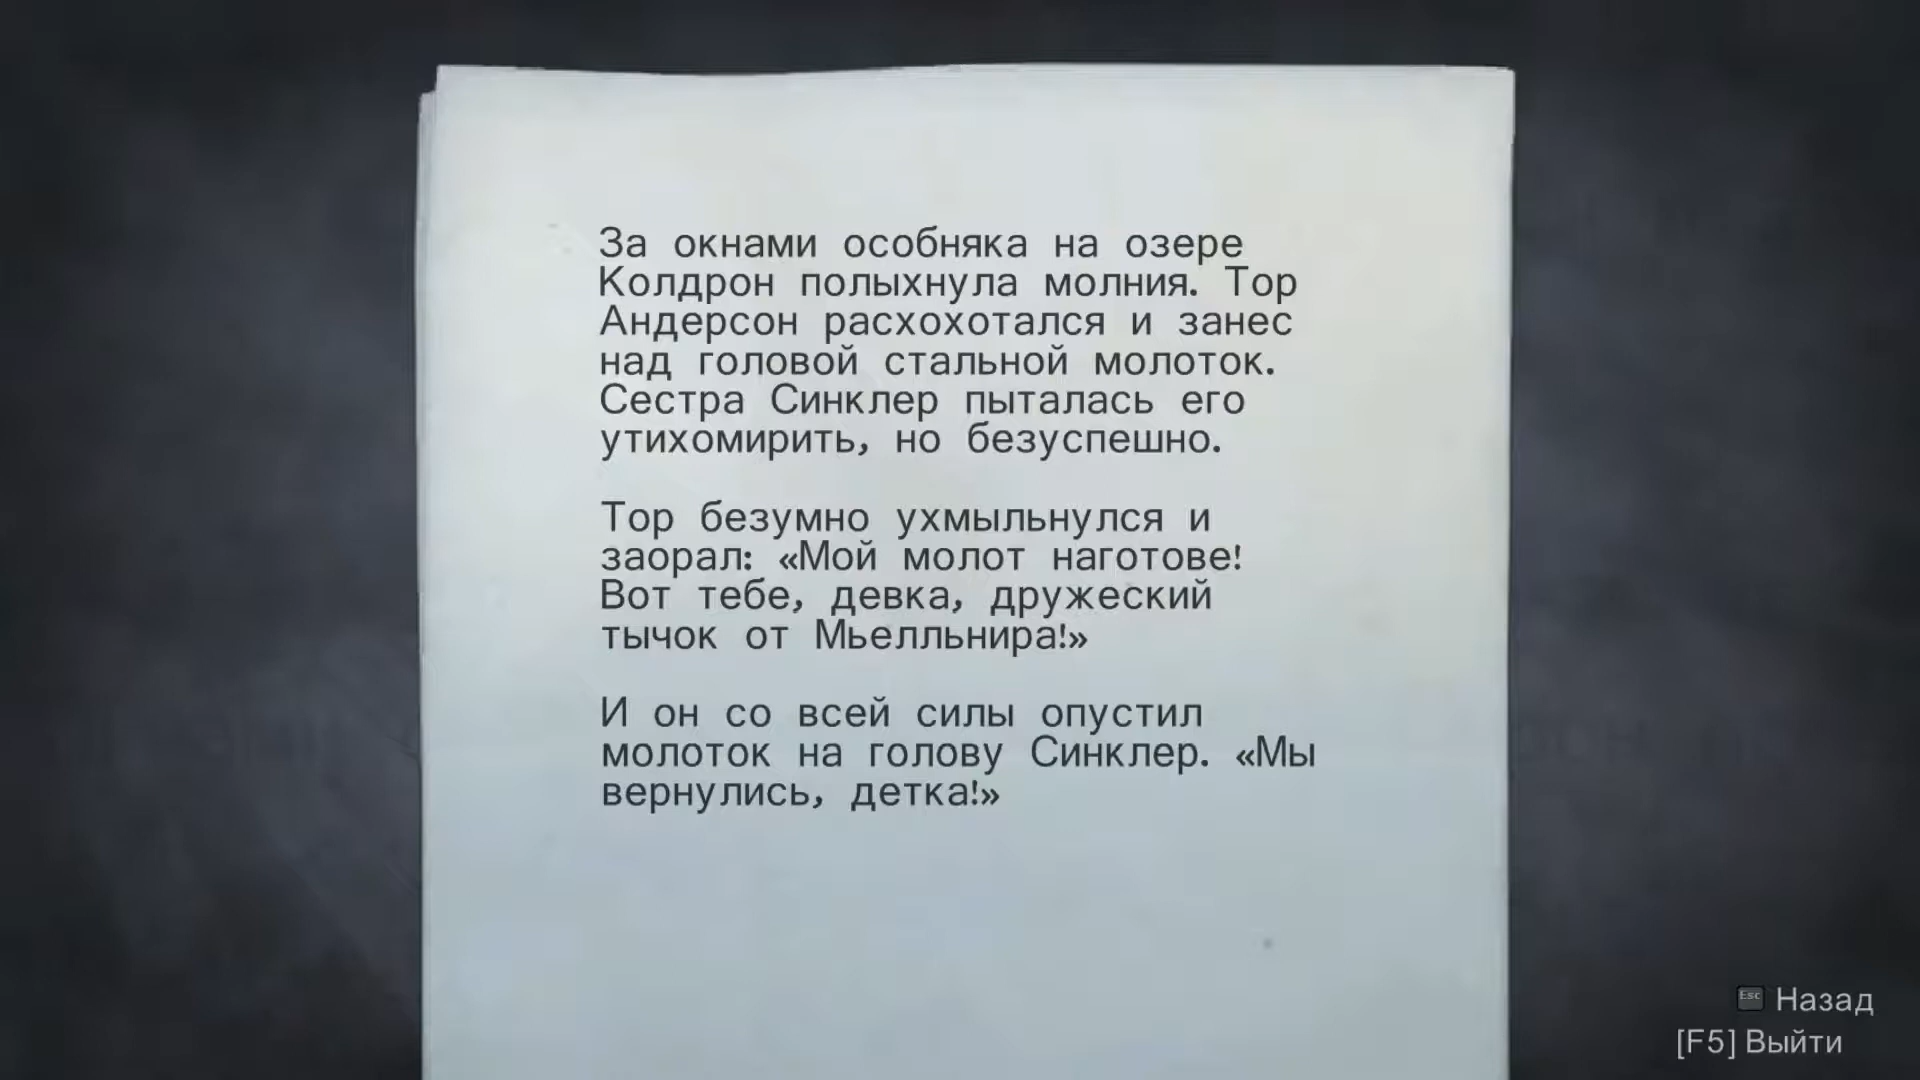 За окнами особняка на озере
Колдрон полыхнула молния. Тор
Андерсон расхохотался и занес
над головой стальной молоток.
Сестра Синклер пыталась его
утихомирить, но безуспешно.
Тор безумно ухмыльнулся и
заорал: «Мой молот наготове!
Вот тебе, девка, дружеский
тычок от Мьелльнира!»
И он со всей силы опустил
молоток на голову Синклер. «Мы
вернулись, детка!»
Esc Назад
[F5] Выйти